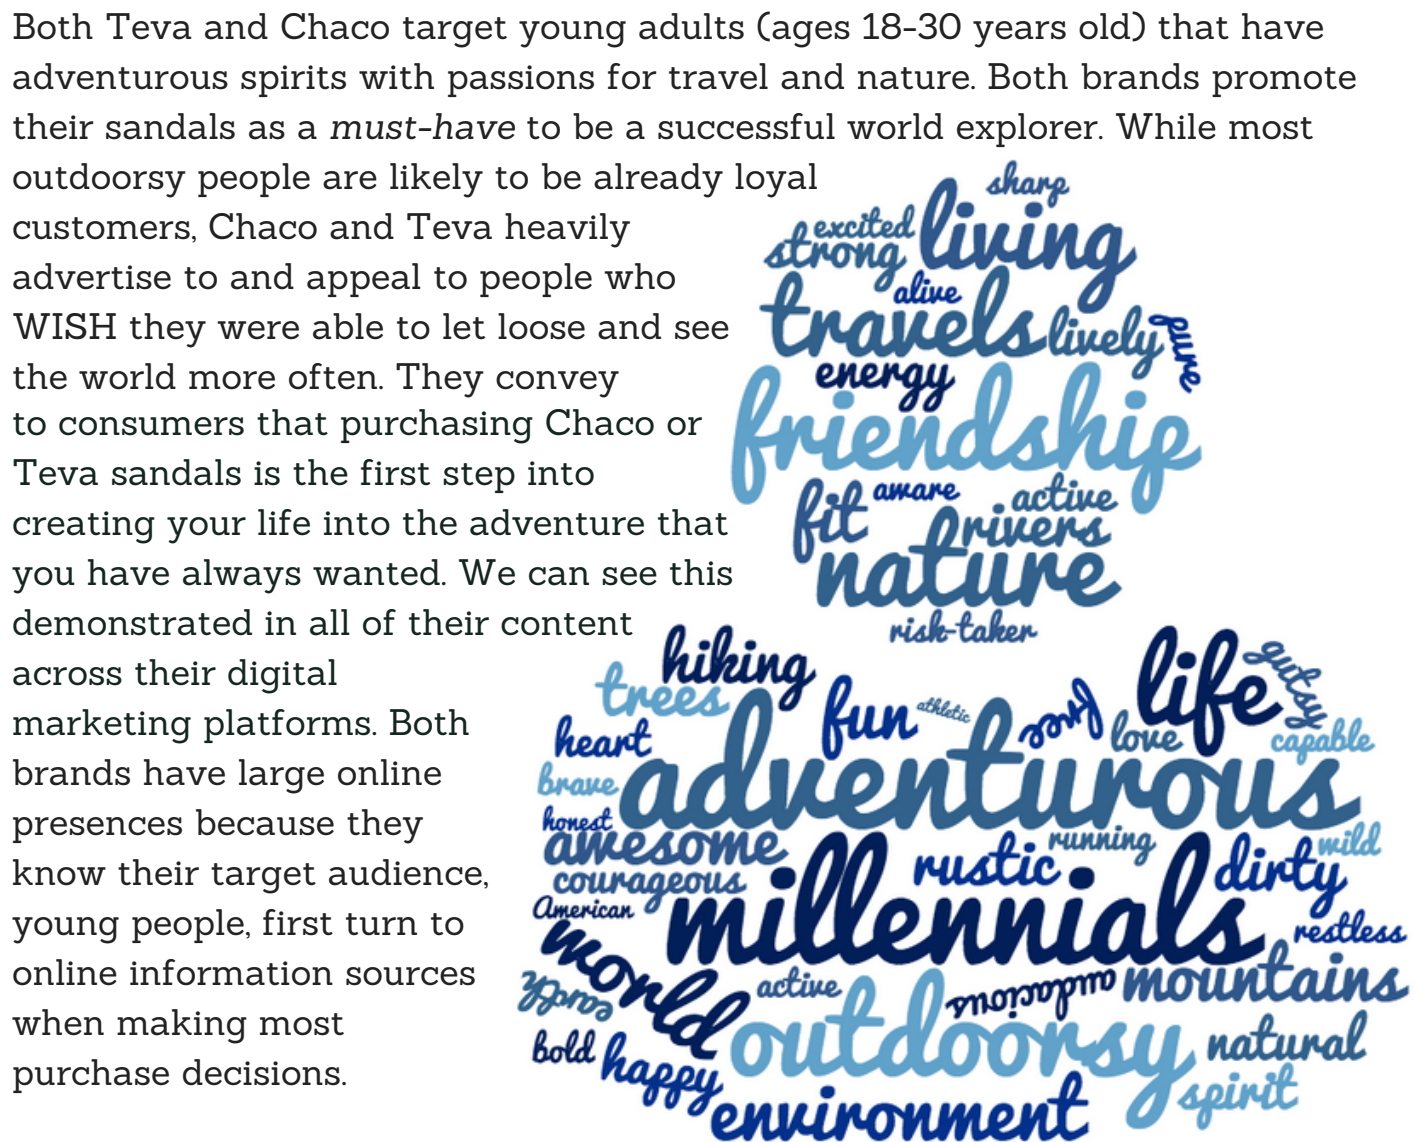 Both Teva and Chaco target young adults (ages 18-30 years old) that have
adventurous spirits with passions for travel and nature. Both brands promote
their sandals as a must-have to be a successful world explorer. While most
outdoorsy people are likely to be already loyal
customers, Chaco and Teva heavily
advertise to and appeal to people who
WISH they were able to let loose and see
the world more often. They convey
to consumers that purchasing Chaco or
Teva sandals is the first step into
creating your life into the adventure that
you have always wanted. We can see this
demonstrated in all of their content
across their digital
marketing platforms. Both
brands have large online
presences because they
know their target audience,
young people, first turn to
online information sources
when making most
purchase decisions.
sharp
excited
living
strong
alive
travels
lively
pure
energy
friendship
fit
aware
active
rivers
nature
risk-taker
hiking
life
gutsy
trees
fun
athletic
free
love
capable
heart
brave
adventurous
honest
awesome
running
wild
courageous
rustic
dirty
American
millennials
restless
world
earth
active
audacious
mountains
bold
happy
outdoorsy
natural
spirit
environment